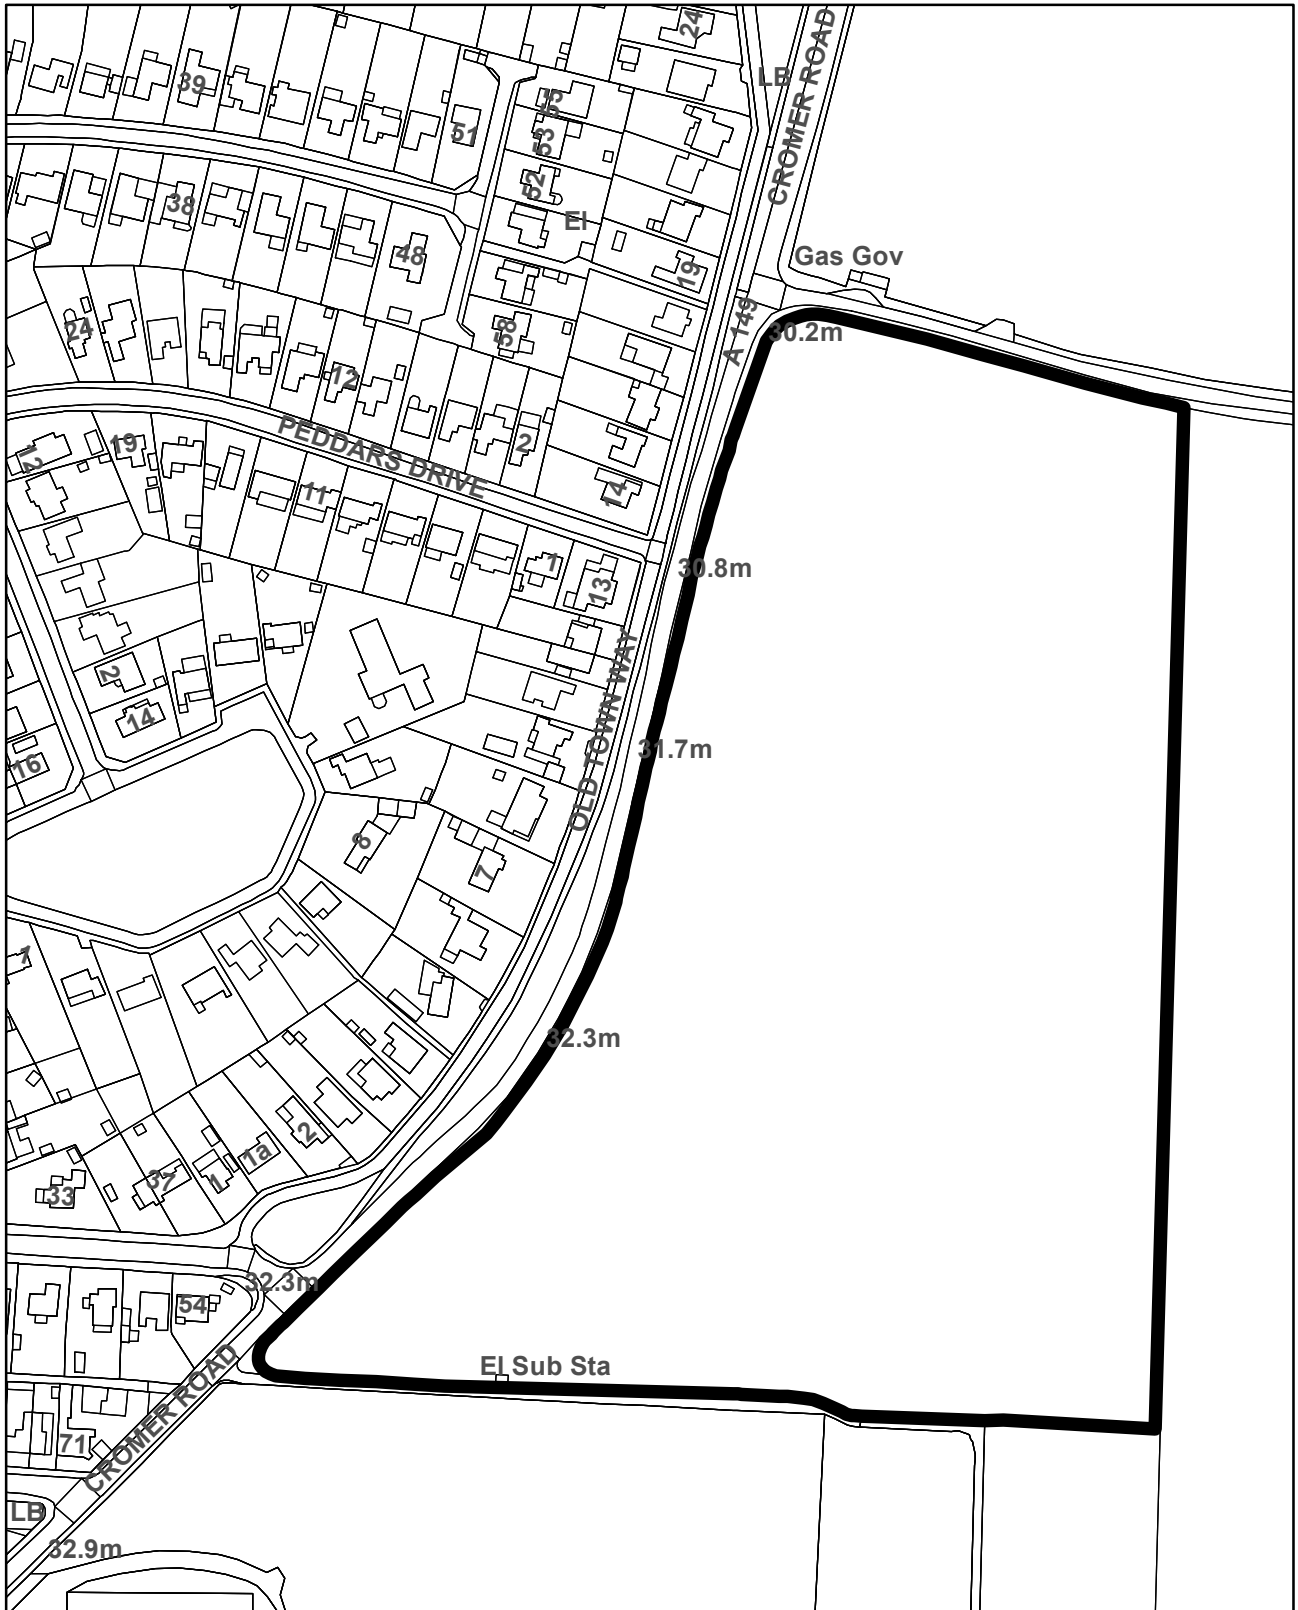 24
LB
CROMER ROAD
39
55
51
53
52
38
El
48
Gas Gov
19
A 149
30.2m
24
58
12
PEDDARS DRIVE
2
19
12
11
14
30.8m
1
13
OLD TOWN WAY
2
14
31.7m
16
8
7
7
32.3m
2
1a
37
1
33
32.3m
54
CROMER ROAD
El Sub Sta
71
LB
32.9m